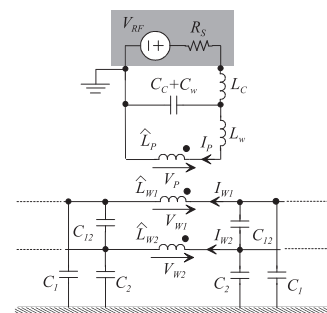 V_RF
R_S
C_C+C_w
L_C
L_w
L̂_P
I_P
V_P
L̂_W1
I_W1
V_W1
C_12
L̂_W2
I_W2
C_12
V_W2
C_1
C_2
C_2
C_1